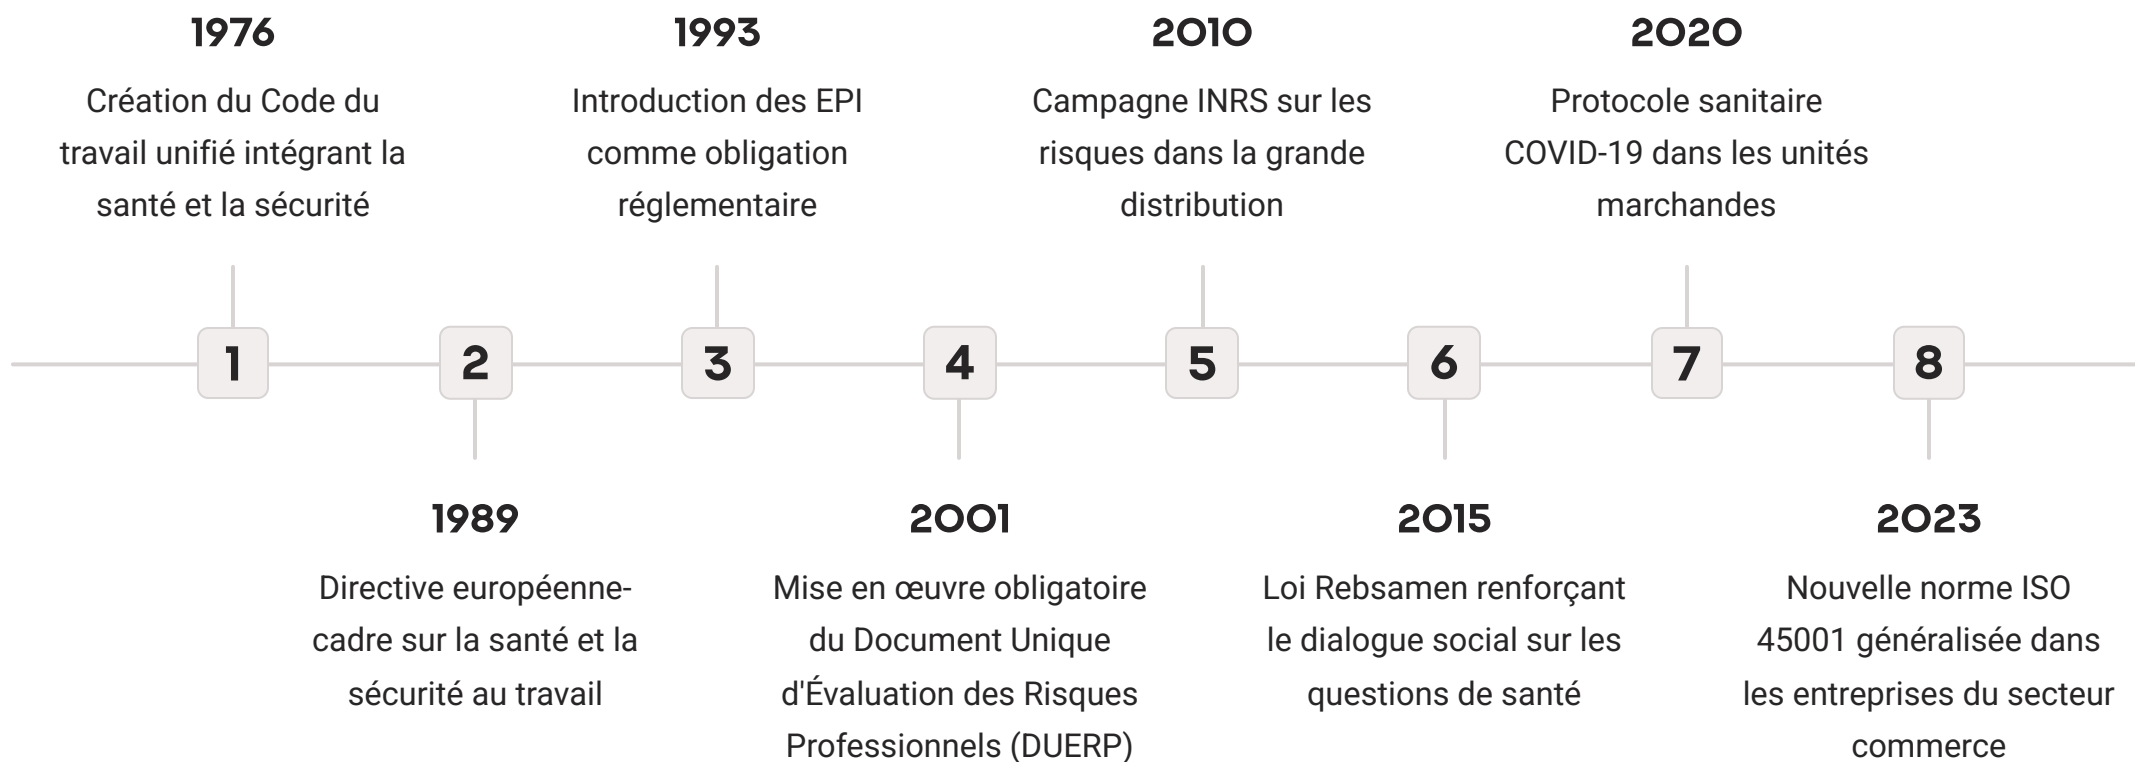 1976
Création du Code du
travail unifié intégrant la
santé et la sécurité
1993
Introduction des EPI
comme obligation
réglementaire
2010
Campagne INRS sur les
risques dans la grande
distribution
2020
Protocole sanitaire
COVID-19 dans les unités
marchandes
1
2
3
4
5
6
7
8
1989
Directive européenne-
cadre sur la santé et la
sécurité au travail
2001
Mise en œuvre obligatoire
du Document Unique
d'Évaluation des Risques
Professionnels (DUERP)
2015
Loi Rebsamen renforçant
le dialogue social sur les
questions de santé
2023
Nouvelle norme ISO
45001 généralisée dans
les entreprises du secteur
commerce